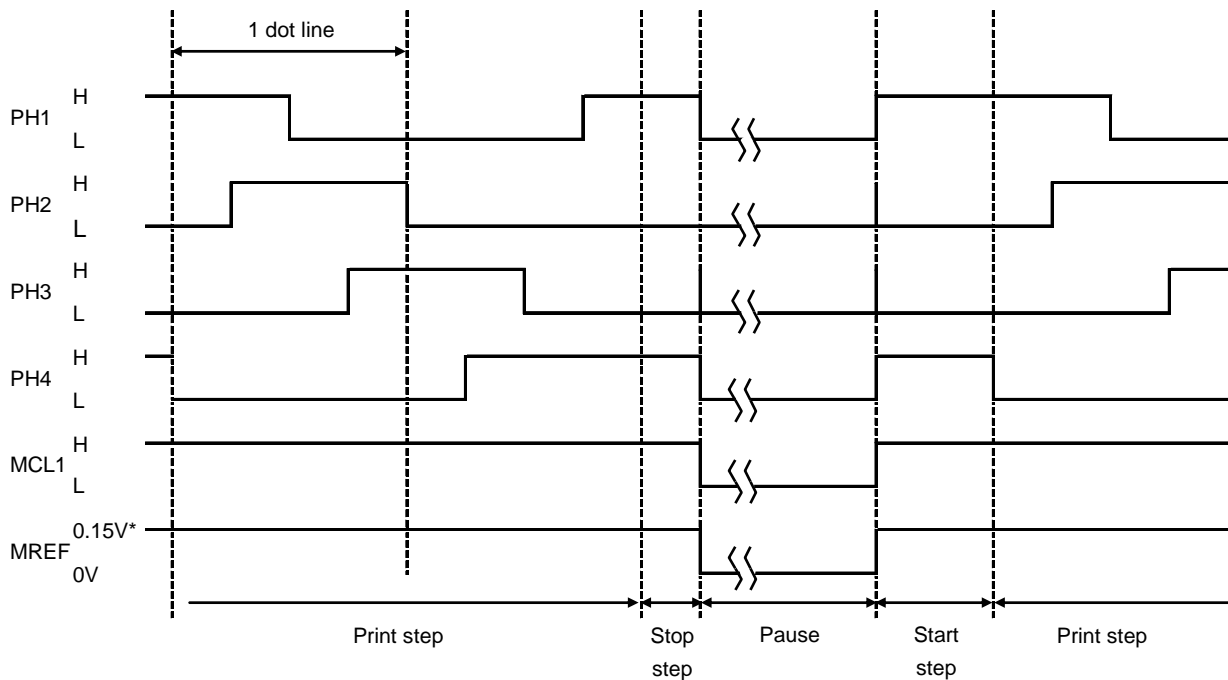 1 dot line
H
PH1
L
H
PH2
L
H
PH3
L
H
PH4
L
H
MCL1
L
0.15V*
MREF
0V
Print step
Stop
step
Pause
Start
step
Print step